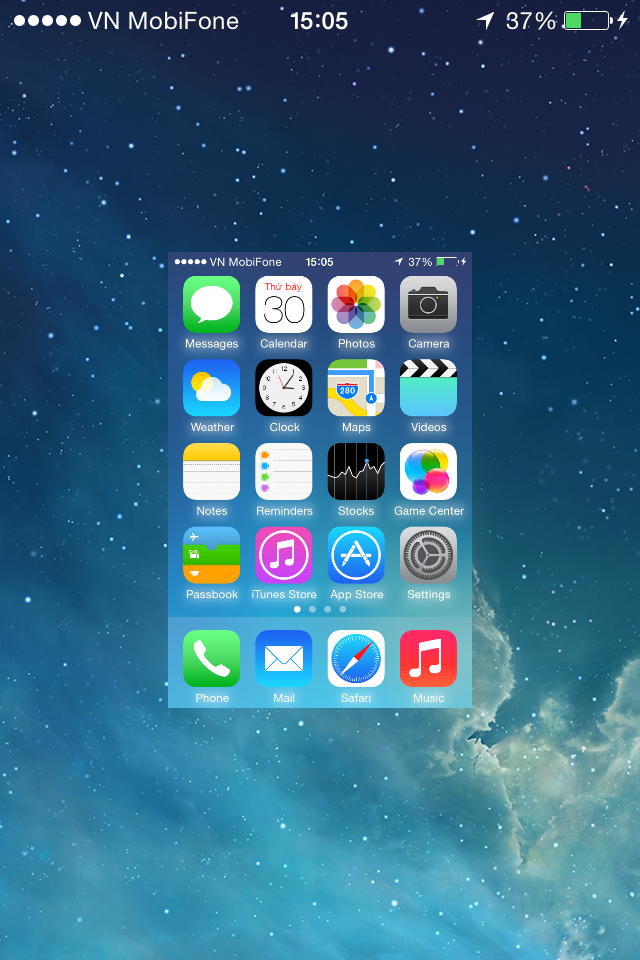 VN MobiFone 15:05 37%
VN MobiFone 15:05 37%
Thứ bảy
30
Messages Calendar Photos Camera
280
Weather Clock Maps Videos
Notes Reminders Stocks Game Center
Passbook iTunes Store App Store Settings
Phone Mail Safari Music